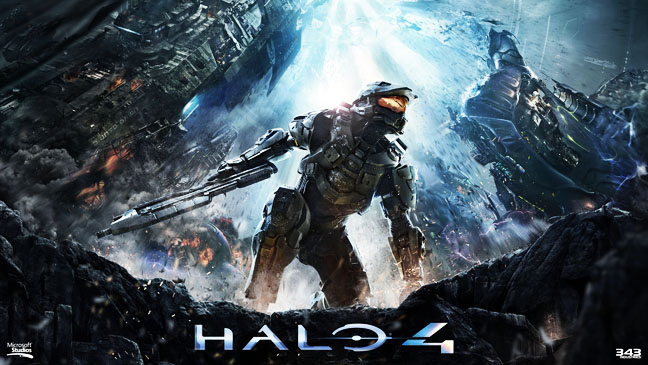 HALO 4
Microsoft
Studios
343
INDUSTRIES